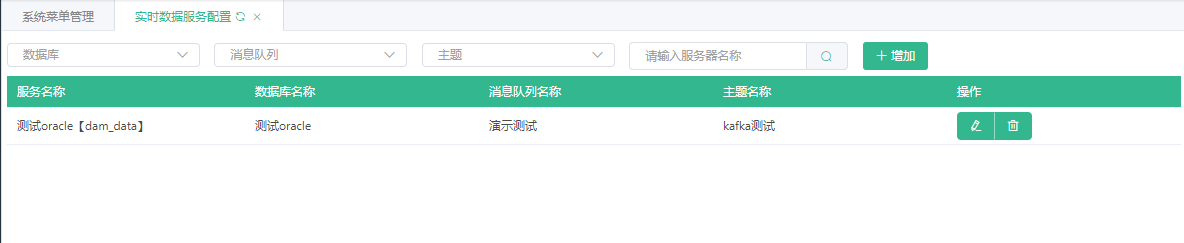 系统菜单管理 实时数据服务配置
数据库 消息队列 主题 请输入服务器名称 增加
服务名称 数据库名称 消息队列名称 主题名称 操作
测试oracle【dam_data】 测试oracle 演示测试 kafka测试